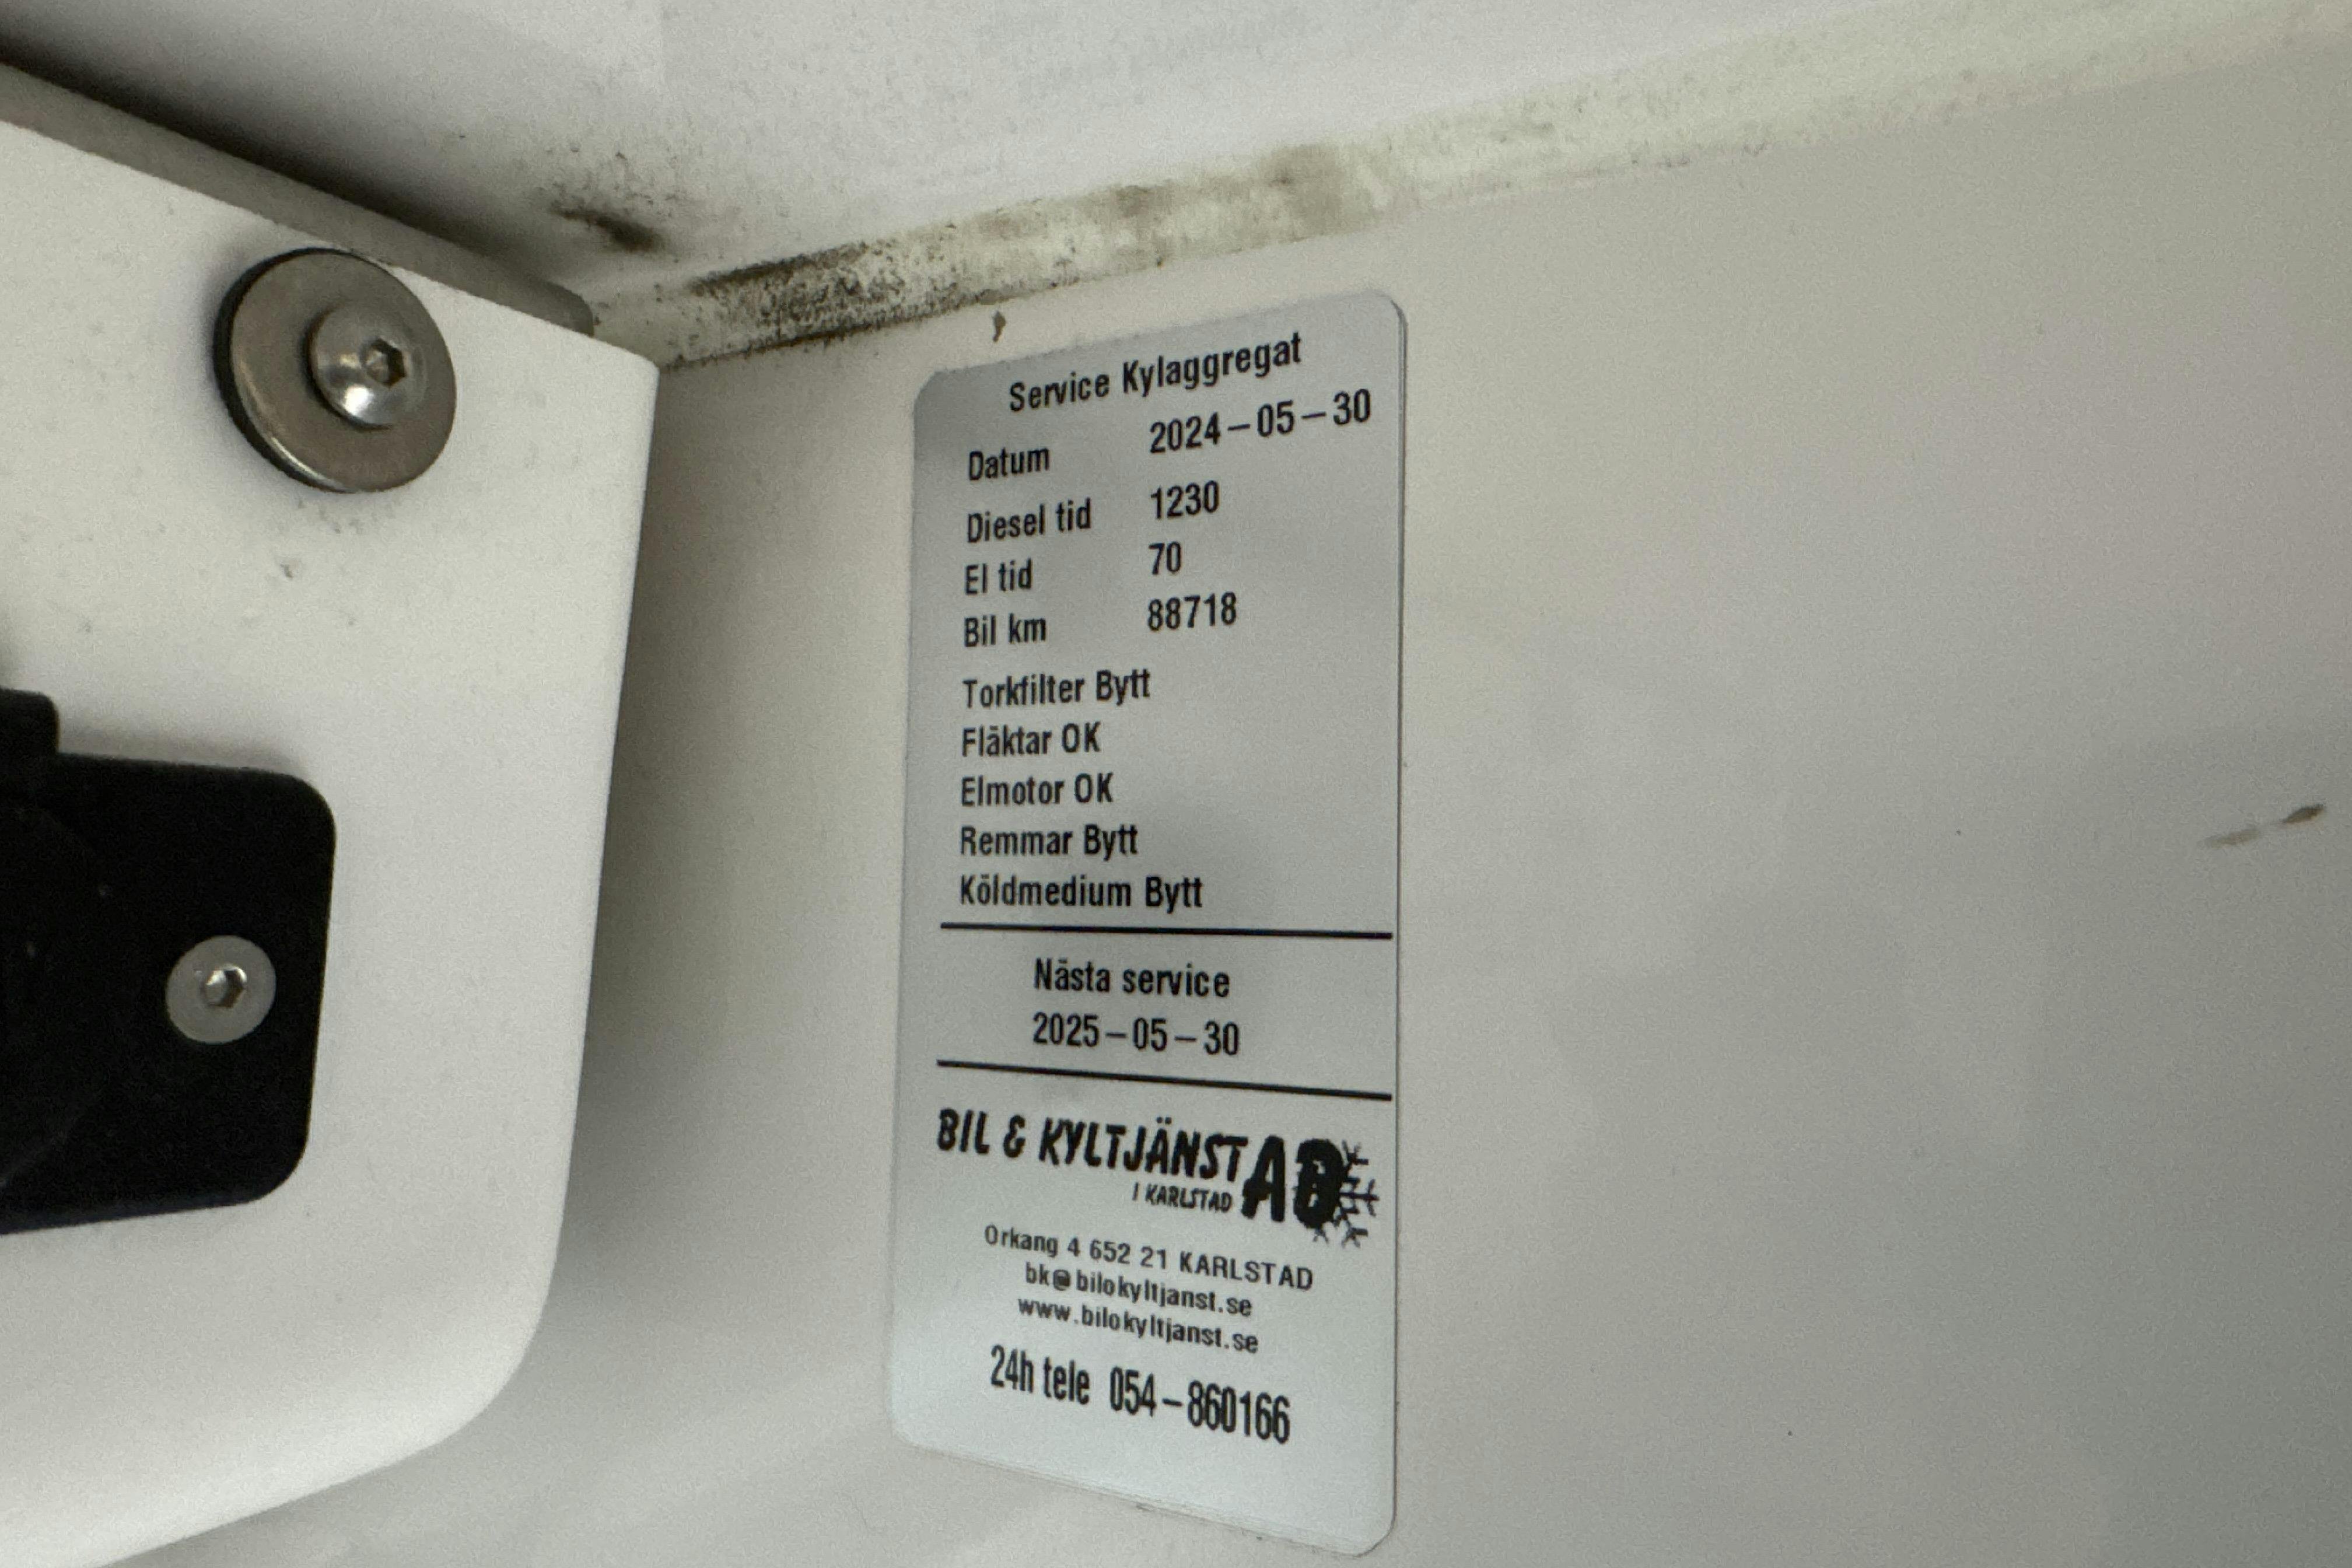 Service Kylaggregat
Datum 2024-05-30
Diesel tid 1230
El tid 70
Bil km 88718
Torkfilter Bytt
Fläktar OK
Elmotor OK
Remmar Bytt
Köldmedium Bytt
Nästa service
2025-05-30
BIL & KYLTJÄNST AB
I KARLSTAD
Orkang 4 652 21 KARLSTAD
bk@bilokyltjanst.se
www.bilokyltjanst.se
24h tele 054-860166